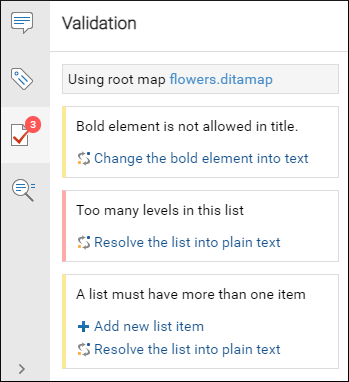 Validation
3
Using root map flowers.ditamap
Bold element is not allowed in title.
Change the bold element into text
Too many levels in this list
Resolve the list into plain text
A list must have more than one item
Add new list item
Resolve the list into plain text